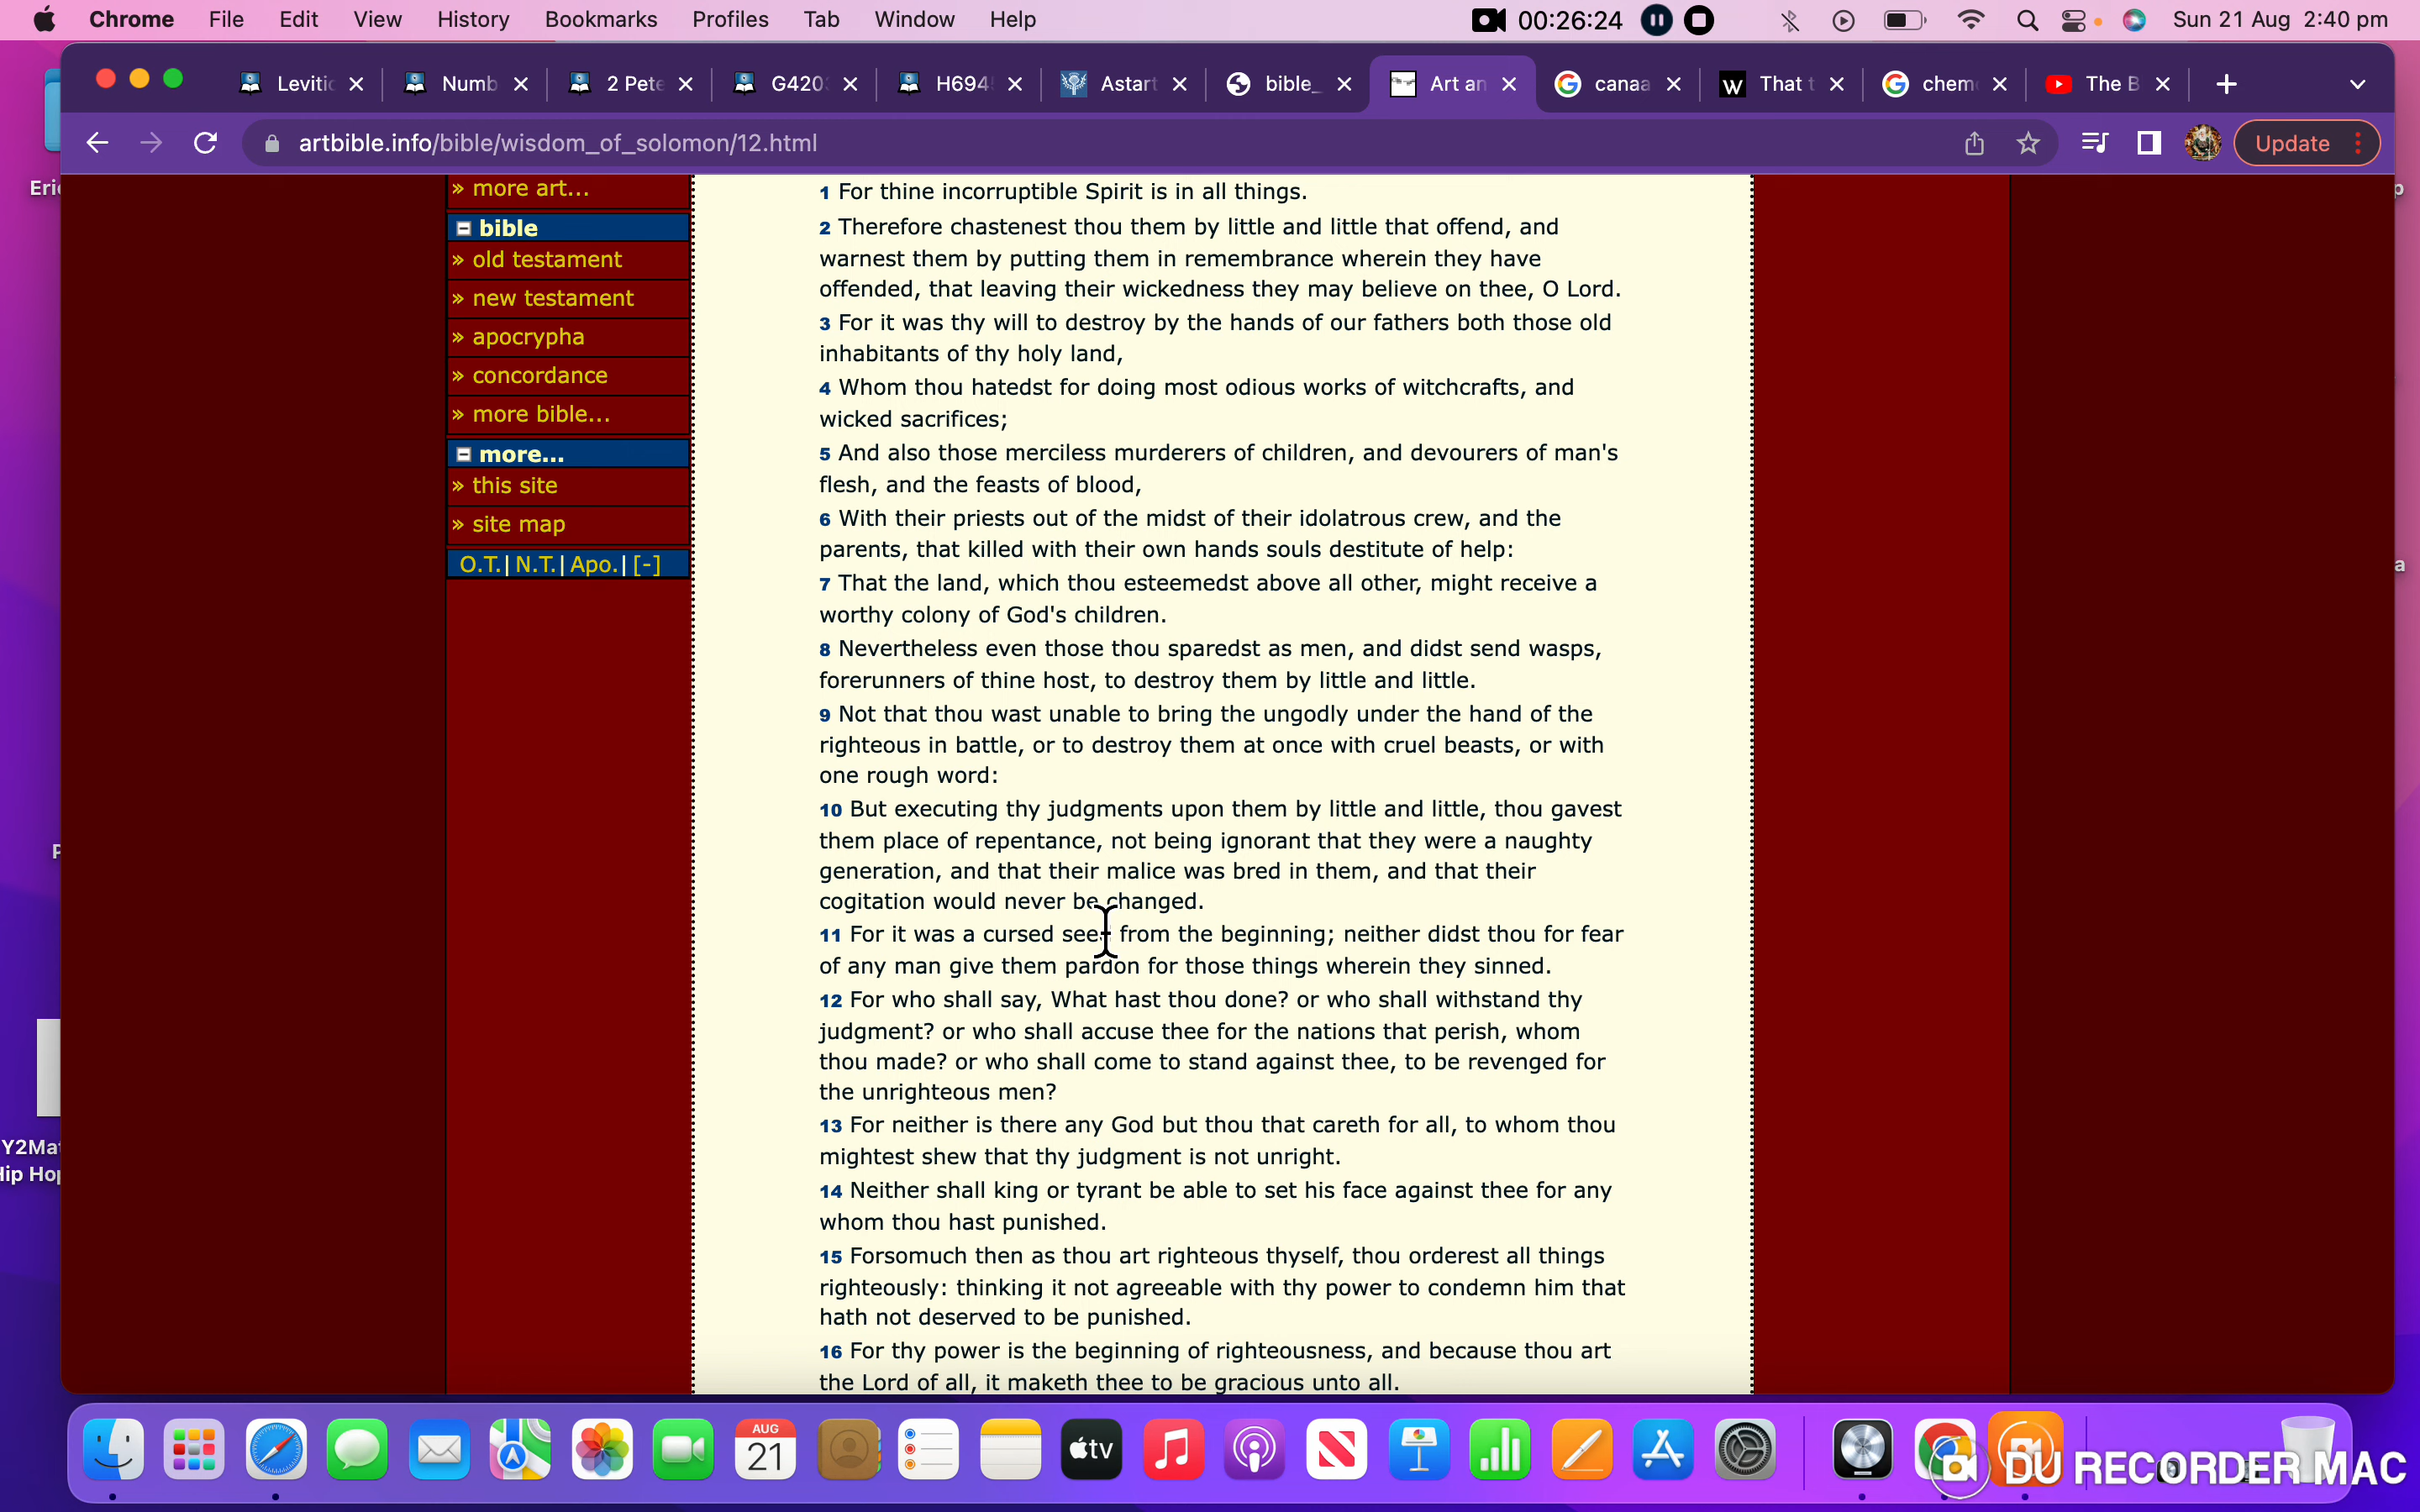 Chrome File Edit View History Bookmarks Profiles Tab Window Help 00:26:24 Sun 21 Aug 2:40 pm
Levitic Numb 2 Pete G420 H694 Astart bible_ Art an canaa That t chem The B
artbible.info/bible/wisdom_of_solomon/12.html Update
Eric
» more art...
bible
» old testament
» new testament
» apocrypha
» concordance
» more bible...
more...
» this site
» site map
O.T.| N.T.| Apo.| [-]
1 For thine incorruptible Spirit is in all things.
2 Therefore chastenest thou them by little and little that offend, and
warnest them by putting them in remembrance wherein they have
offended, that leaving their wickedness they may believe on thee, O Lord.
3 For it was thy will to destroy by the hands of our fathers both those old
inhabitants of thy holy land,
4 Whom thou hatedst for doing most odious works of witchcrafts, and
wicked sacrifices;
5 And also those merciless murderers of children, and devourers of man's
flesh, and the feasts of blood,
6 With their priests out of the midst of their idolatrous crew, and the
parents, that killed with their own hands souls destitute of help:
7 That the land, which thou esteemedst above all other, might receive a
worthy colony of God's children.
8 Nevertheless even those thou sparedst as men, and didst send wasps,
forerunners of thine host, to destroy them by little and little.
9 Not that thou wast unable to bring the ungodly under the hand of the
righteous in battle, or to destroy them at once with cruel beasts, or with
one rough word:
10 But executing thy judgments upon them by little and little, thou gavest
them place of repentance, not being ignorant that they were a naughty
generation, and that their malice was bred in them, and that their
cogitation would never be changed.
11 For it was a cursed seed from the beginning; neither didst thou for fear
of any man give them pardon for those things wherein they sinned.
12 For who shall say, What hast thou done? or who shall withstand thy
judgment? or who shall accuse thee for the nations that perish, whom
thou made? or who shall come to stand against thee, to be revenged for
the unrighteous men?
13 For neither is there any God but thou that careth for all, to whom thou
mightest shew that thy judgment is not unright.
14 Neither shall king or tyrant be able to set his face against thee for any
whom thou hast punished.
15 Forsomuch then as thou art righteous thyself, thou orderest all things
righteously: thinking it not agreeable with thy power to condemn him that
hath not deserved to be punished.
16 For thy power is the beginning of righteousness, and because thou art
the Lord of all, it maketh thee to be gracious unto all.
Y2Mat
Hip Hop
AUG
21
tv
DU RECORDER MAC